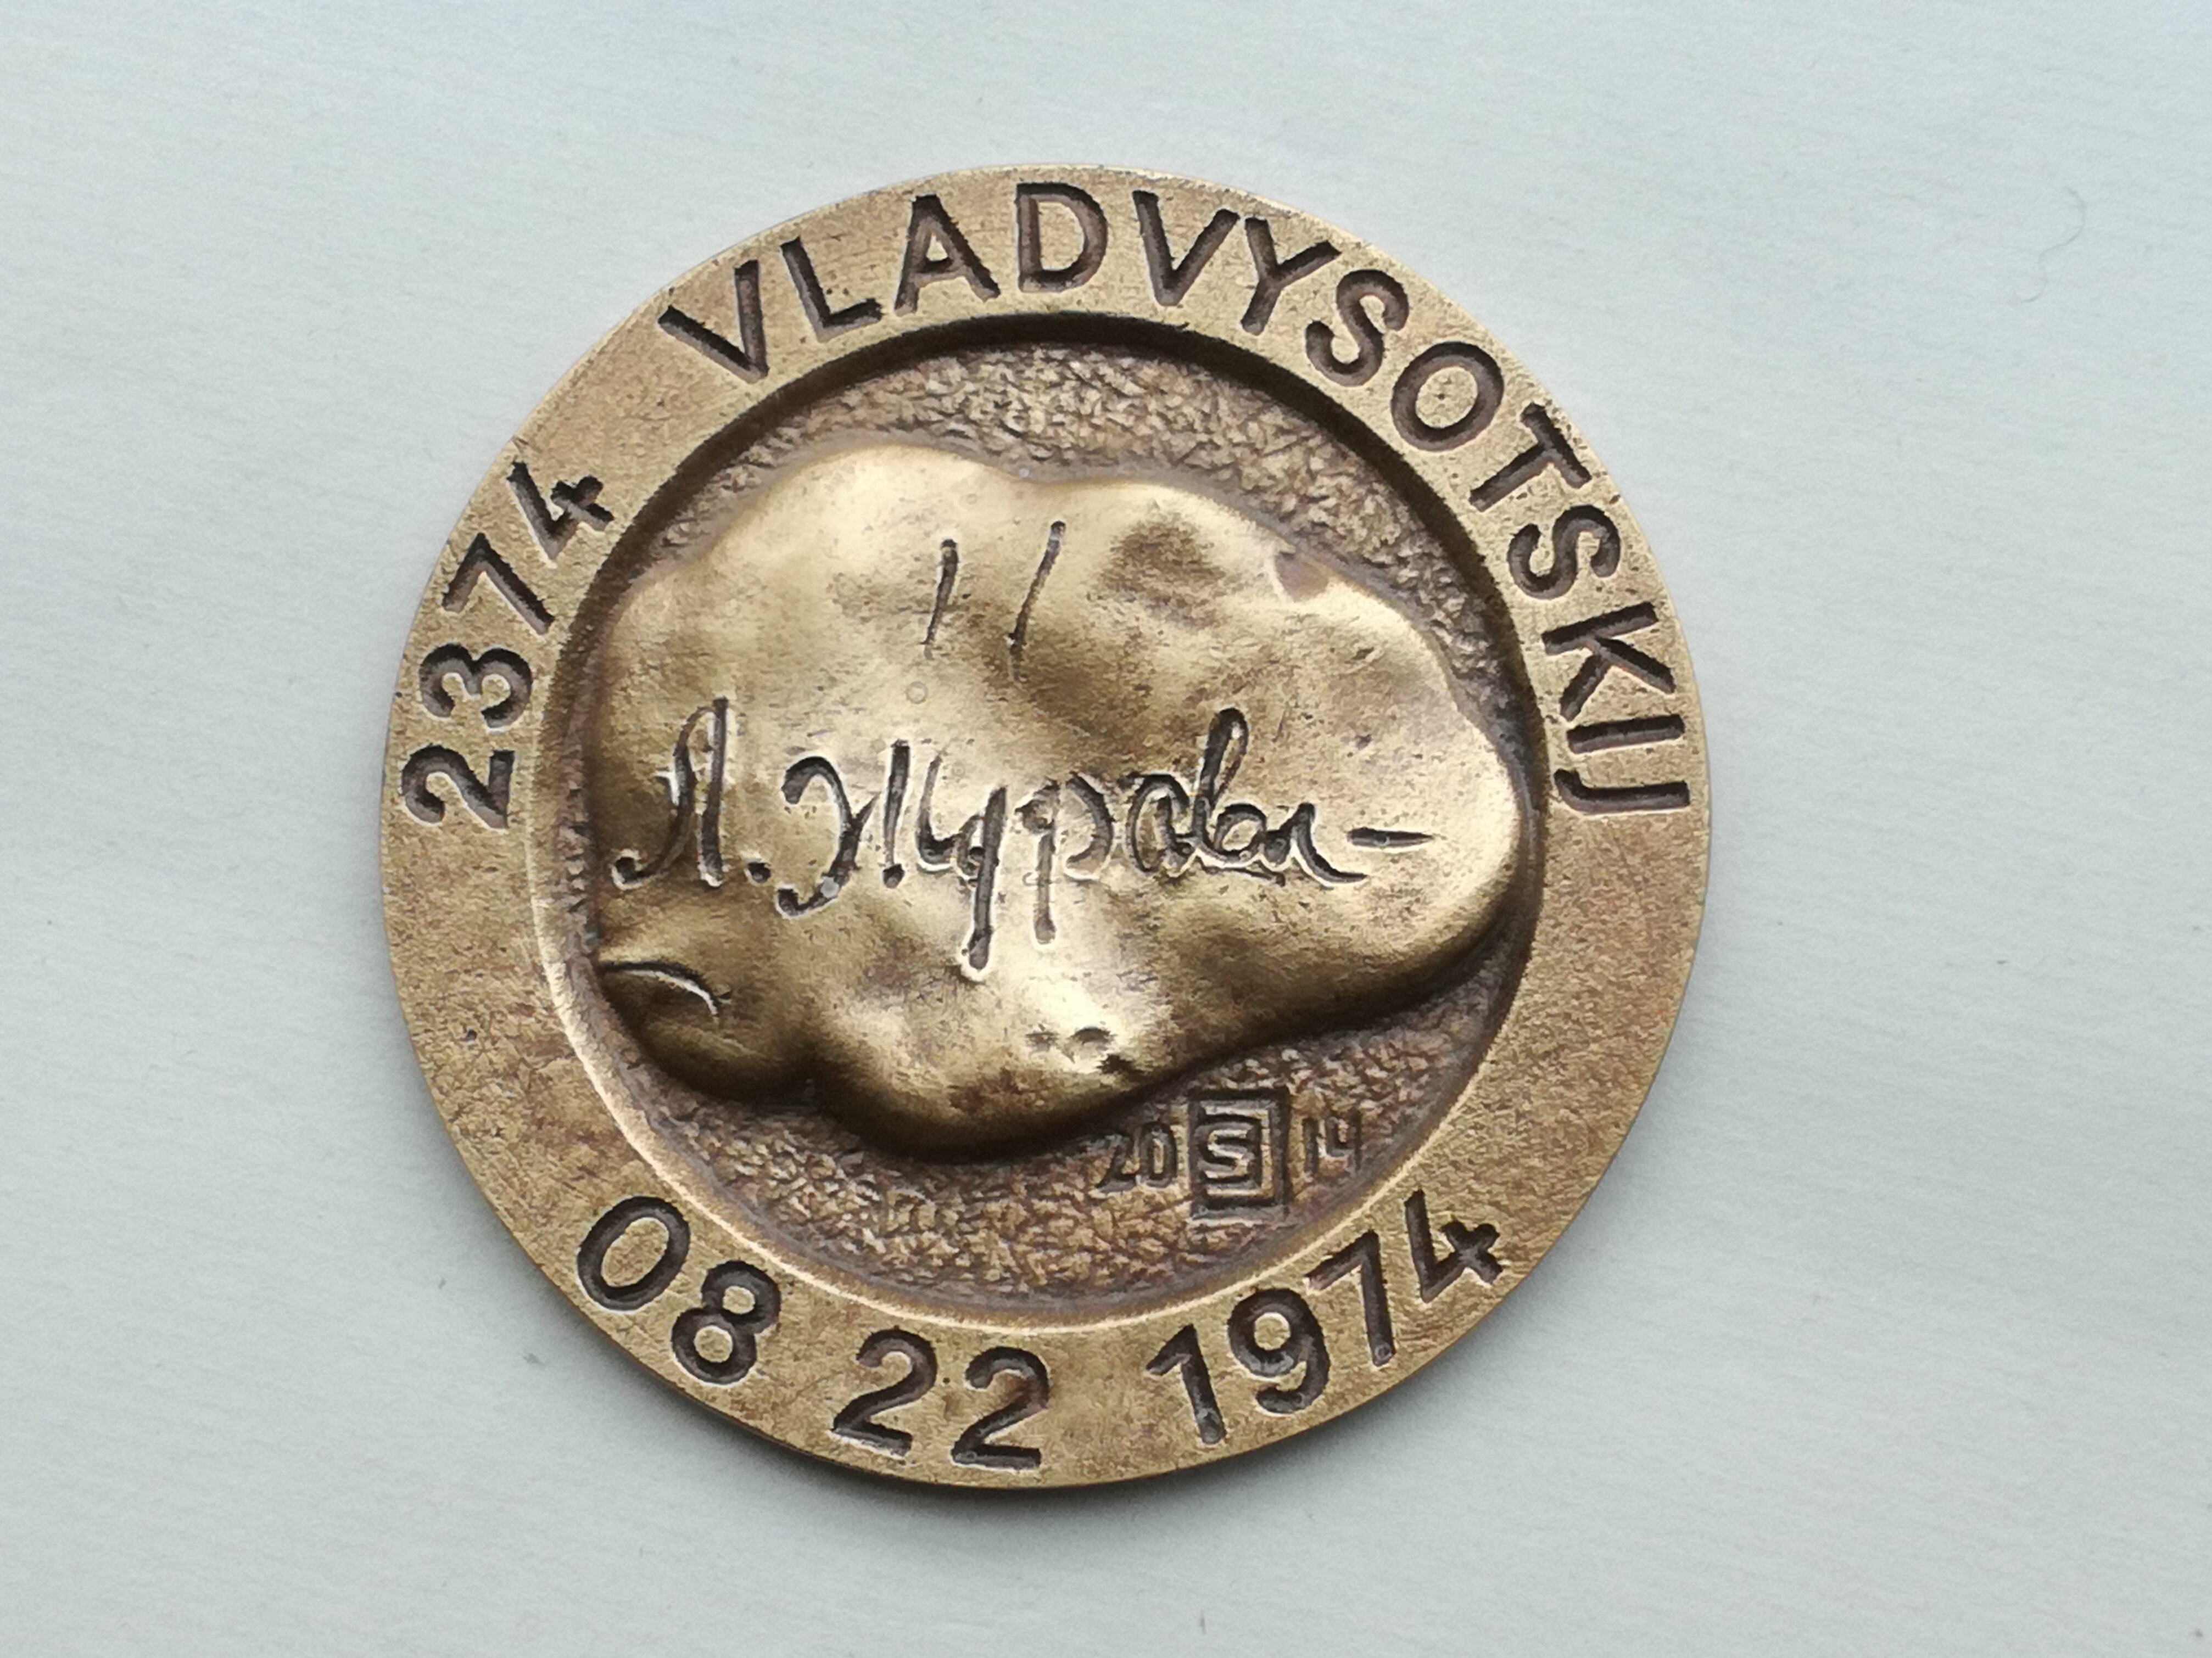 2374 VLADVYSOTSKIJ
Л. Журавл-
20 S 14
08 22 1974